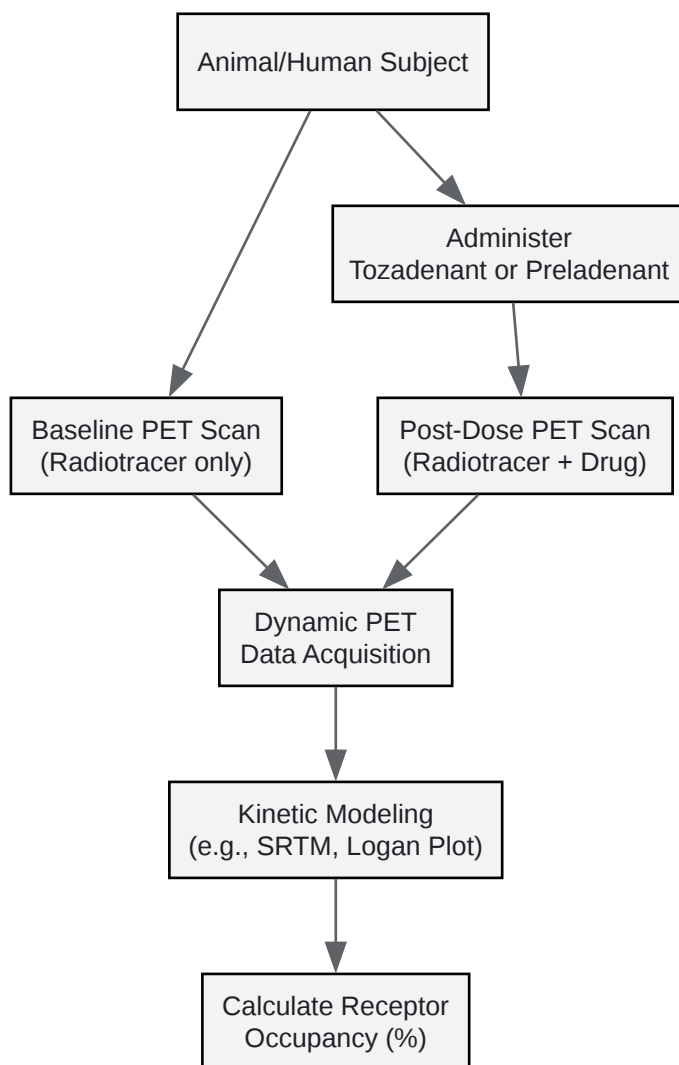 Animal/Human Subject
Administer
Tozadenant or Preladenant
Baseline PET Scan
(Radiotracer only)
Post-Dose PET Scan
(Radiotracer + Drug)
Dynamic PET
Data Acquisition
Kinetic Modeling
(e.g., SRTM, Logan Plot)
Calculate Receptor
Occupancy (%)